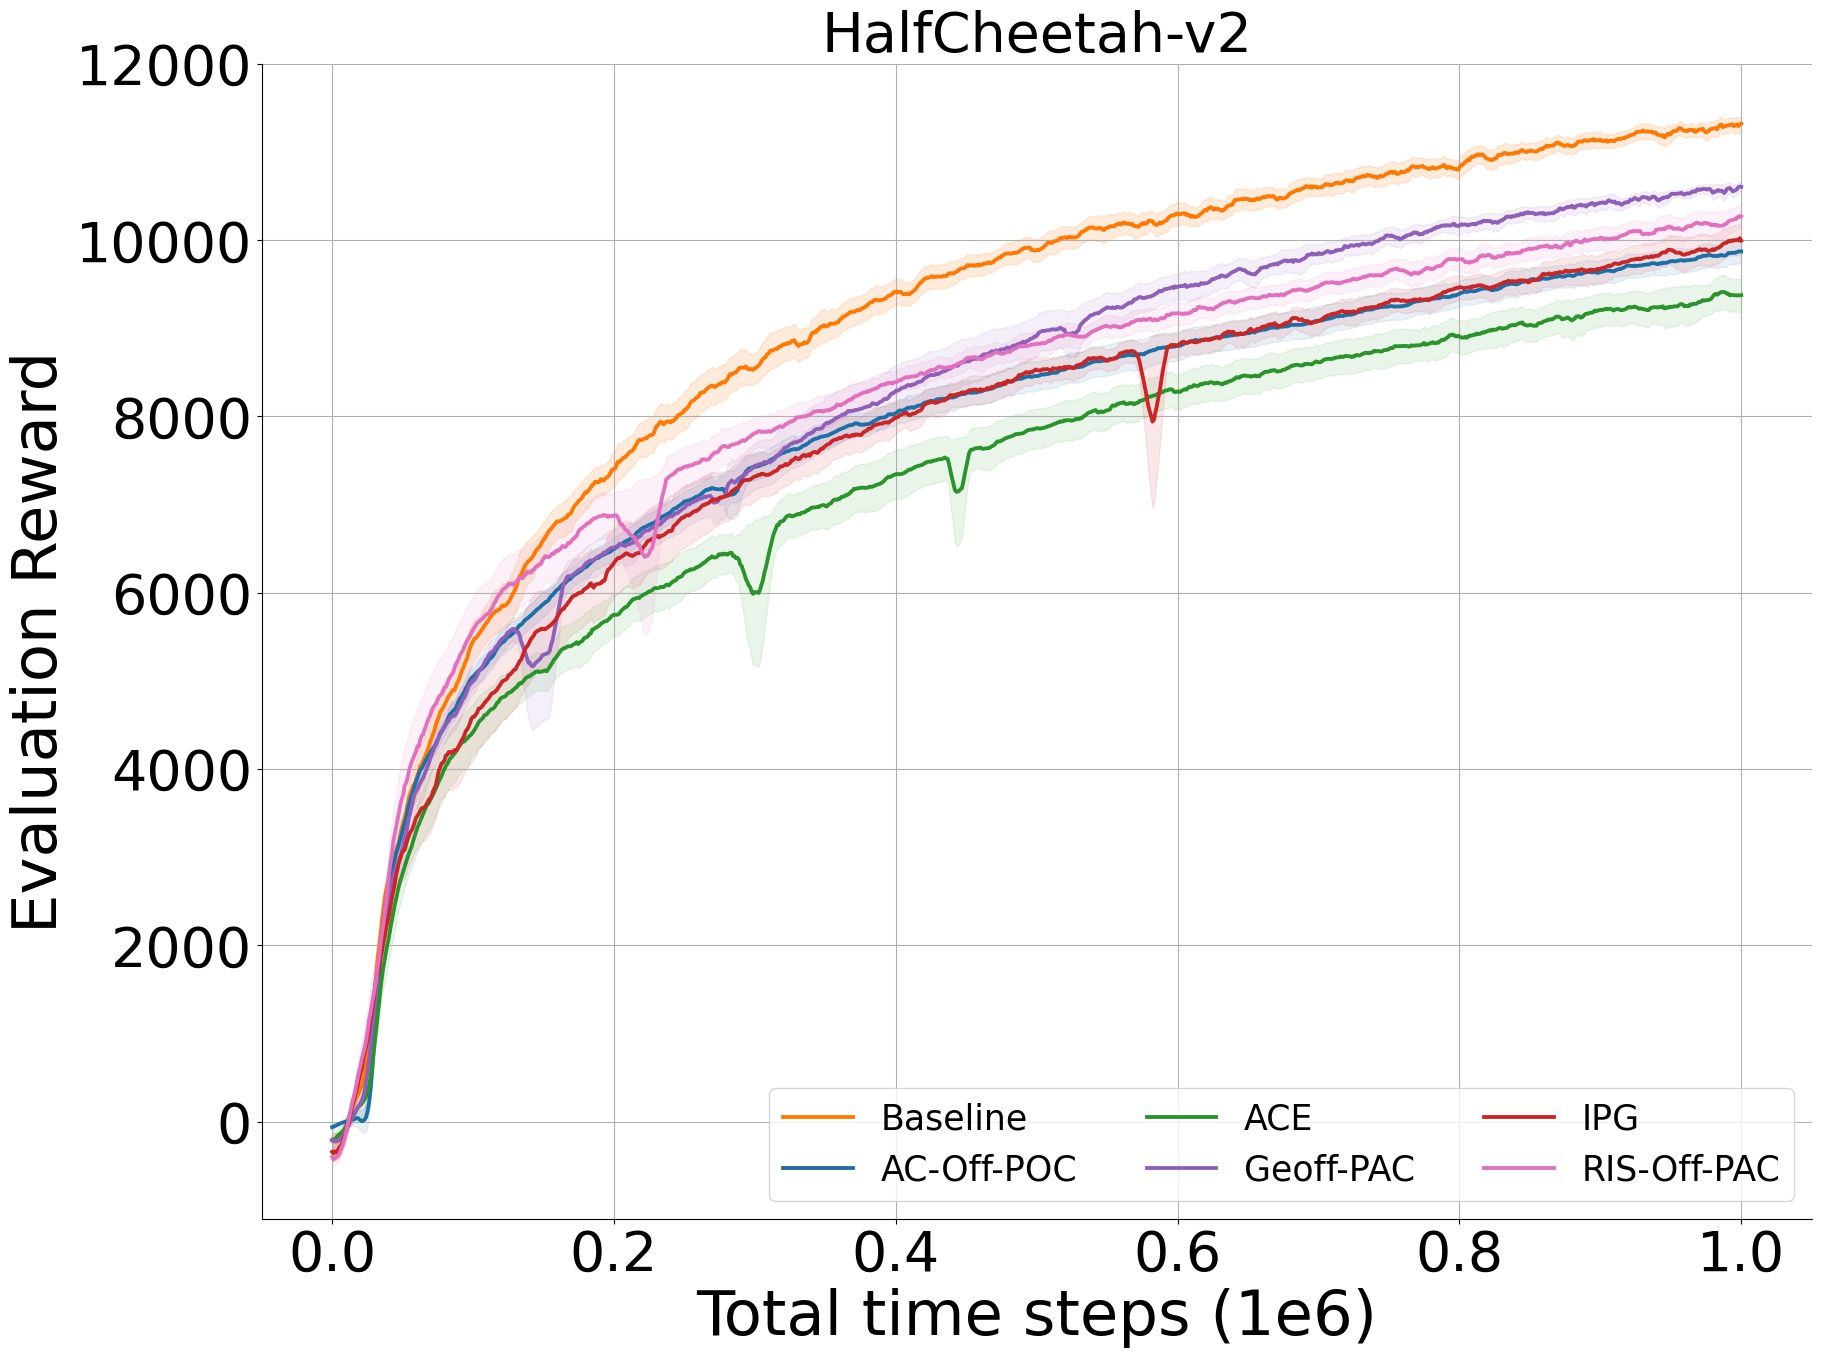 HalfCheetah-v2
12000
10000
8000
6000
4000
2000
0
Evaluation Reward
Baseline
ACE
IPG
AC-Off-POC
Geoff-PAC
RIS-Off-PAC
0.0
0.2
0.4
0.6
0.8
1.0
Total time steps (1e6)